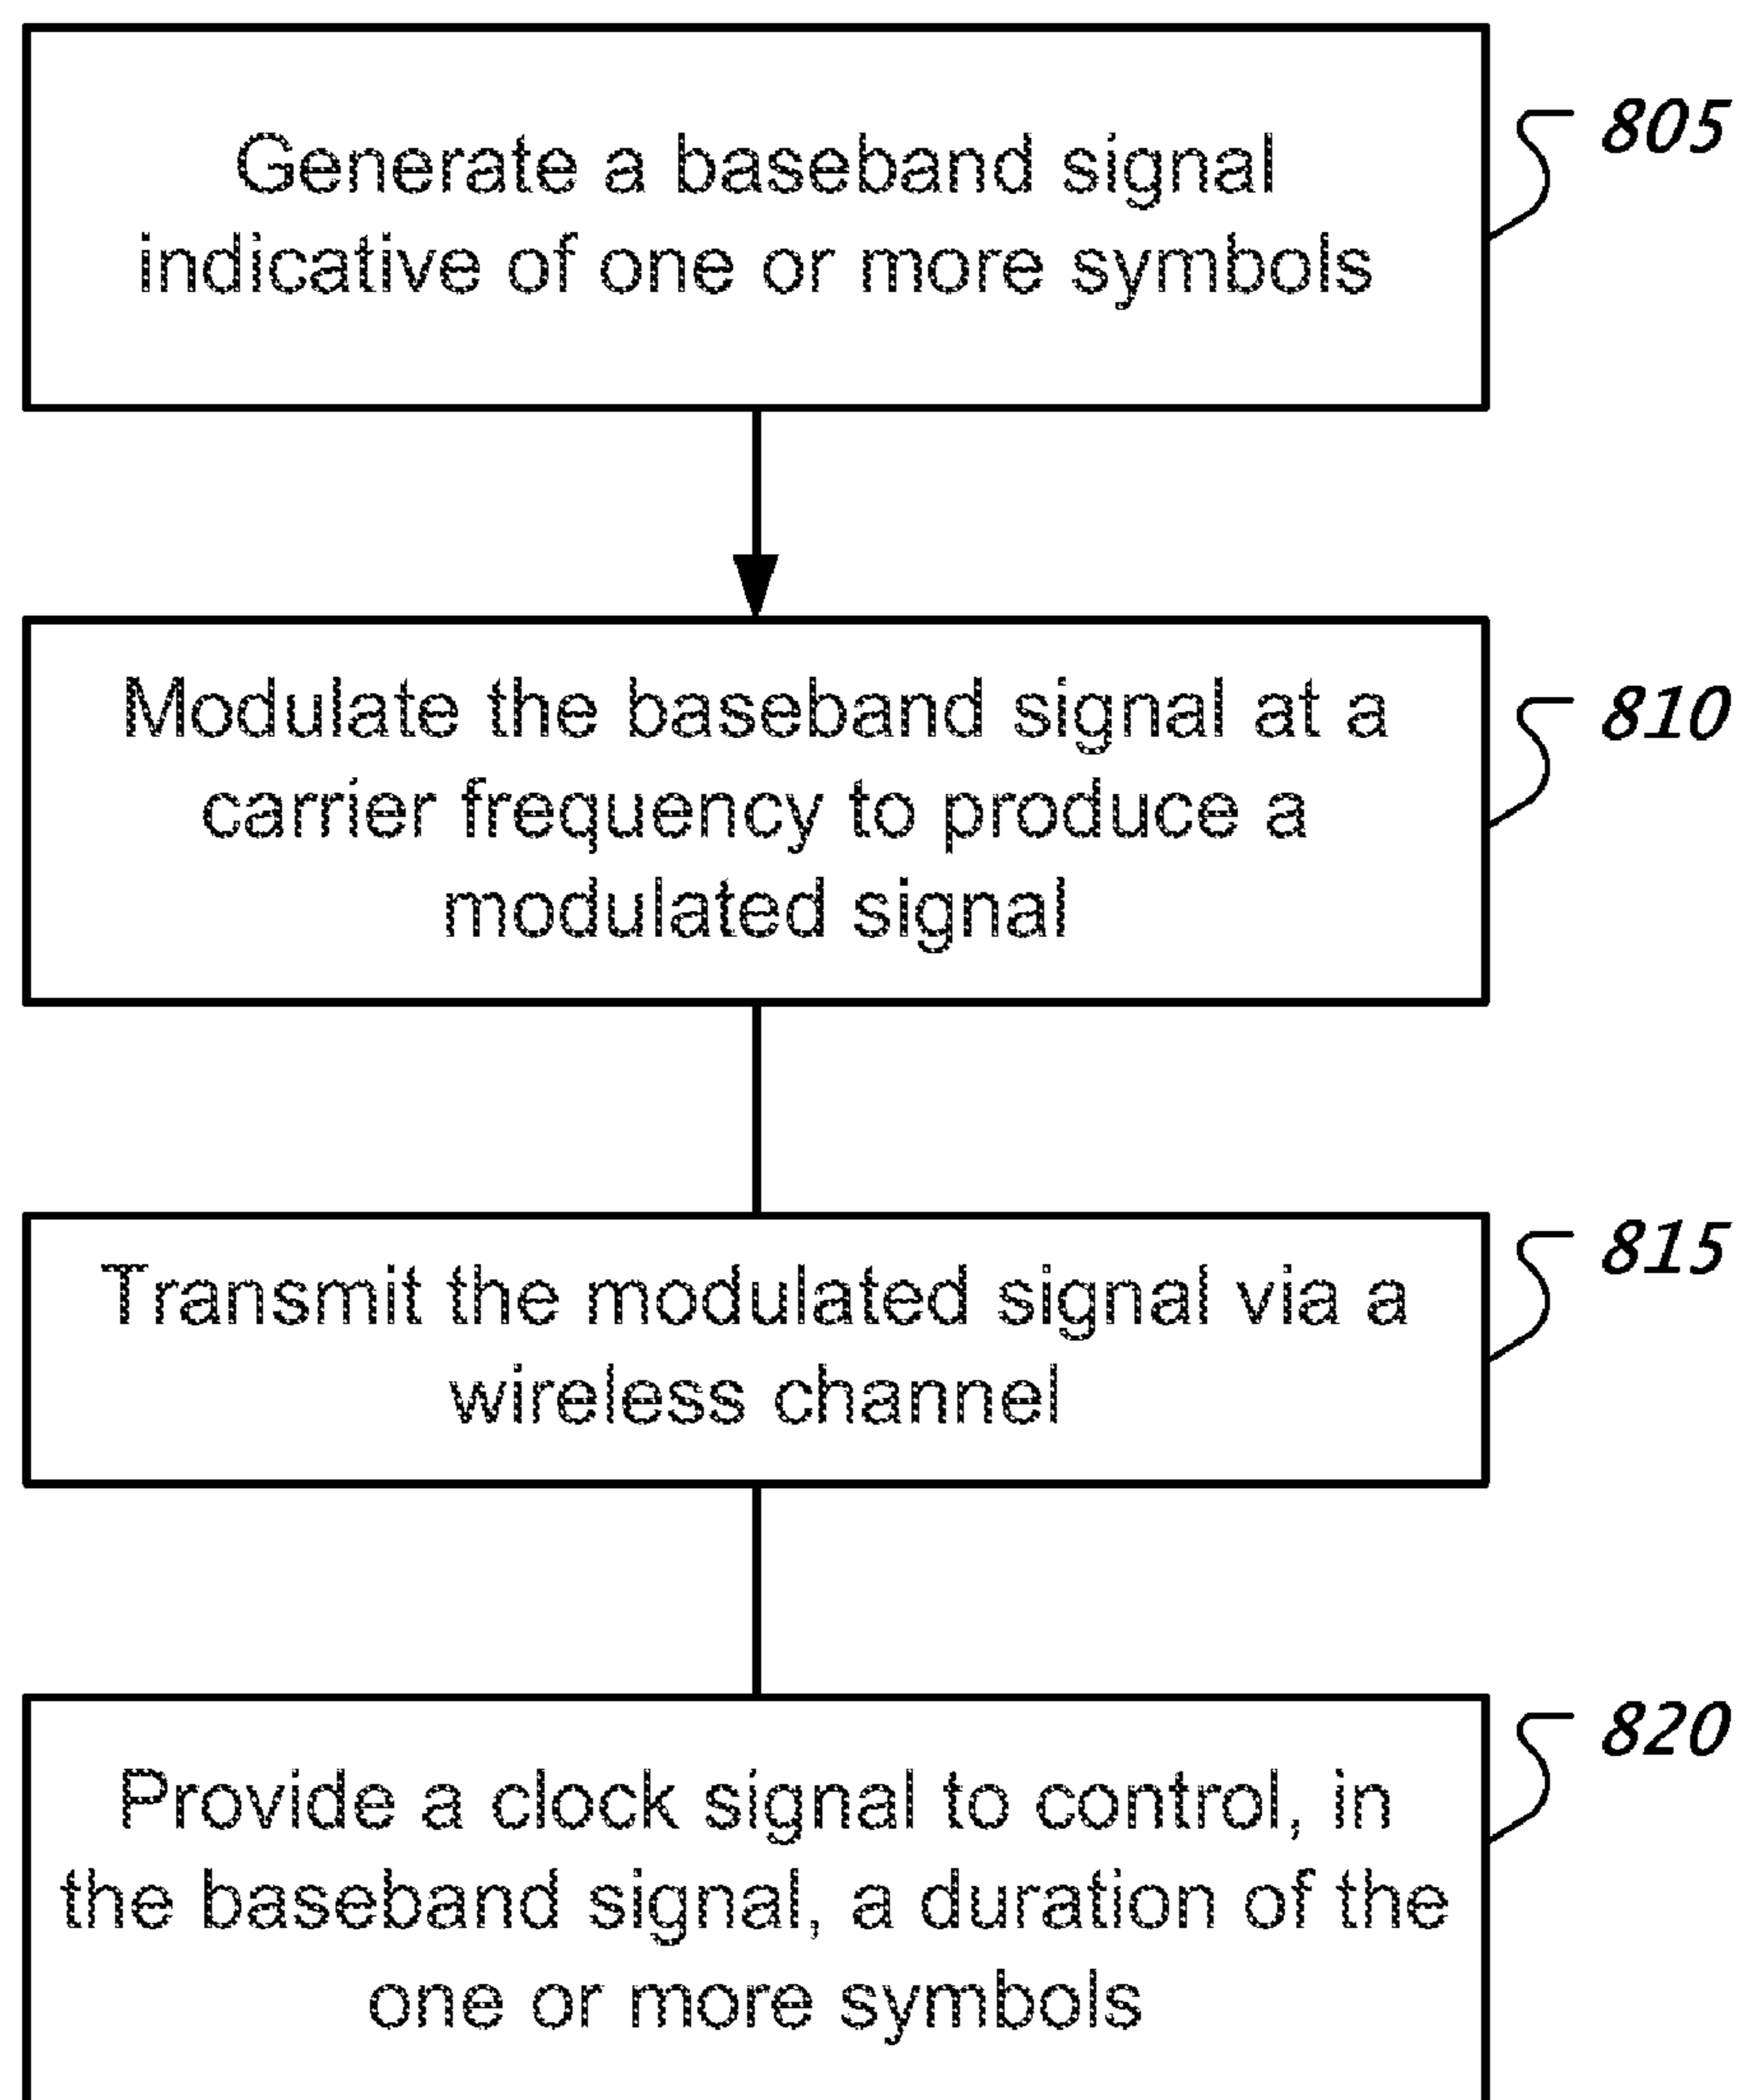 Generate a baseband signal
indicative of one or more symbols
805
Modulate the baseband signal at a
carrier frequency to produce a
modulated signal
810
Transmit the modulated signal via a
wireless channel
815
Provide a clock signal to control, in
the baseband signal, a duration of the
one or more symbols
820